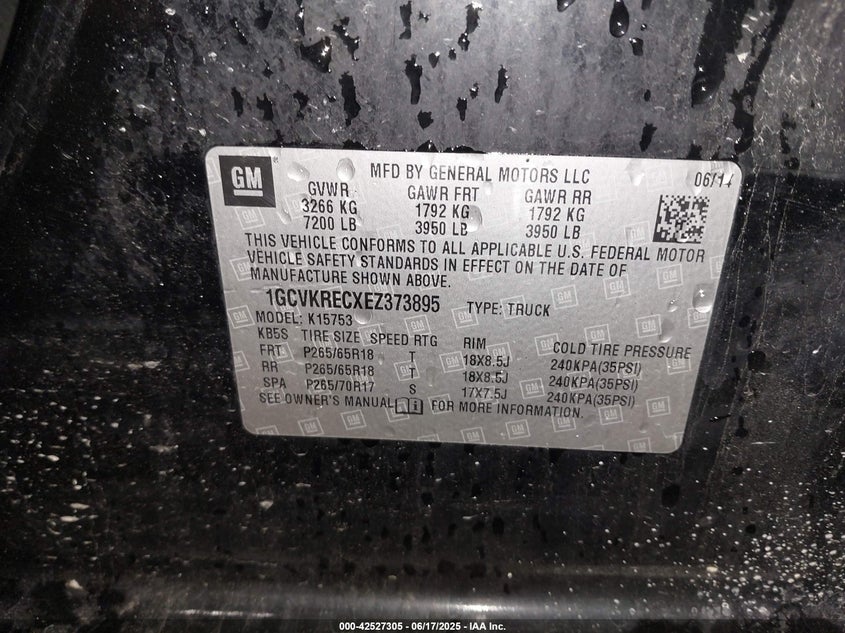 GM
MFD BY GENERAL MOTORS LLC 06/14
GVWR GAWR FRT GAWR RR
3266 KG 1792 KG 1792 KG
7200 LB 3950 LB 3950 LB
THIS VEHICLE CONFORMS TO ALL APPLICABLE U.S. FEDERAL MOTOR
VEHICLE SAFETY STANDARDS IN EFFECT ON THE DATE OF
MANUFACTURE SHOWN ABOVE.
1GCVKRECXEZ373895 TYPE: TRUCK
MODEL: K15753
KB5S TIRE SIZE SPEED RTG RIM COLD TIRE PRESSURE
FRT P265/65R18 T 18X8.5J 240KPA(35PSI)
RR P265/65R18 T 18X8.5J 240KPA(35PSI)
SPA P265/70R17 S 17X7.5J 240KPA(35PSI)
SEE OWNER'S MANUAL FOR MORE INFORMATION.
000-42527305 / 06/17/2025 - IAA Inc.